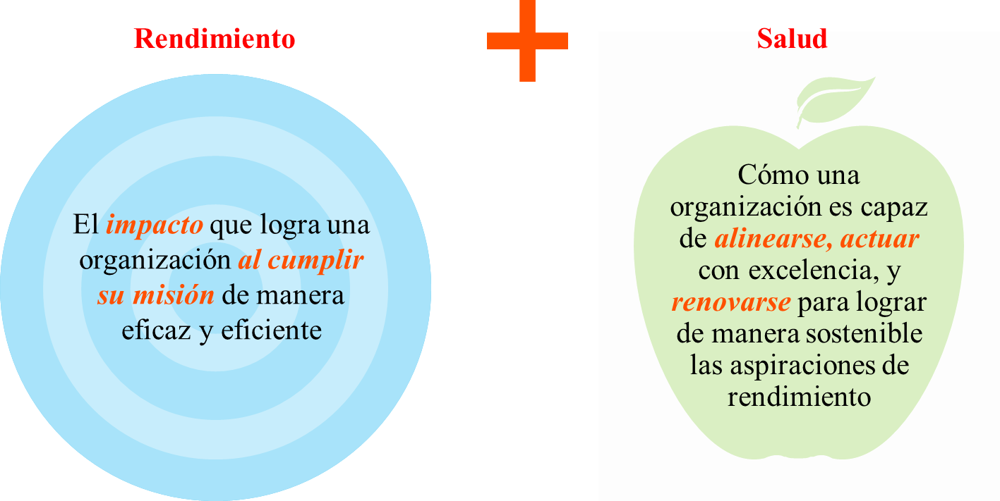 Rendimiento
El impacto que logra una
organización al cumplir
su misión de manera
eficaz y eficiente
+
Salud
Cómo una
organización es capaz
de alinearse, actuar
con excelencia, y
renovarse para lograr
de manera sostenible
las aspiraciones de
rendimiento